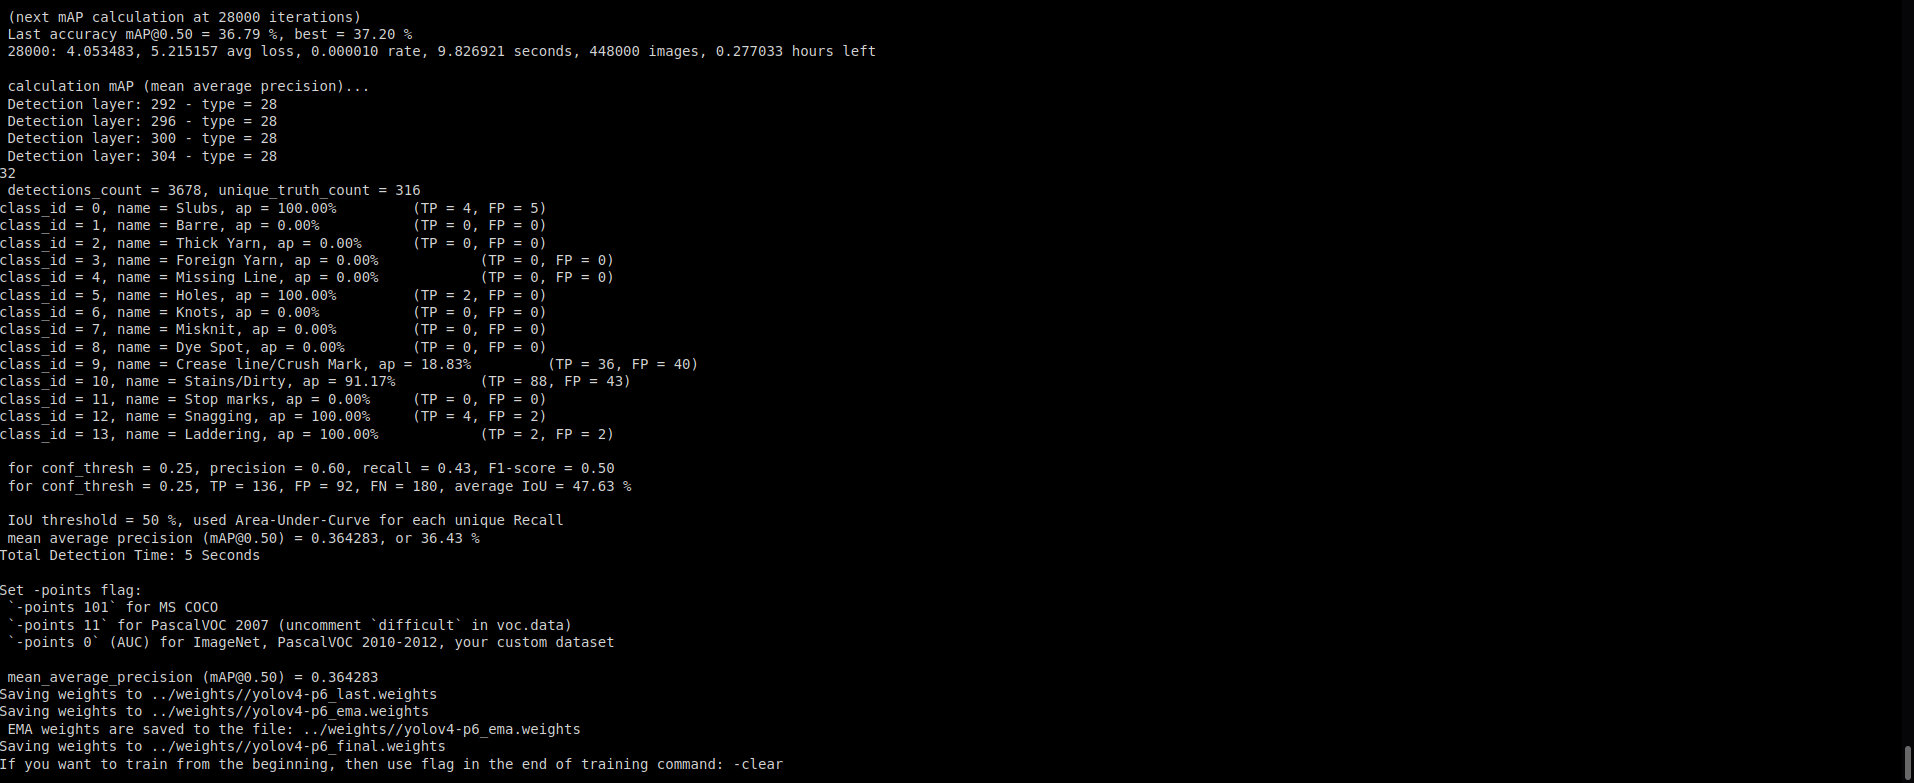 (next mAP calculation at 28000 iterations)
Last accuracy mAP@0.50 = 36.79 %, best = 37.20 %
28000: 4.053483, 5.215157 avg loss, 0.000010 rate, 9.826921 seconds, 448000 images, 0.277033 hours left
calculation mAP (mean average precision)...
Detection layer: 292 - type = 28
Detection layer: 296 - type = 28
Detection layer: 300 - type = 28
Detection layer: 304 - type = 28
32
detections_count = 3678, unique_truth_count = 316
class_id = 0, name = Slubs, ap = 100.00% (TP = 4, FP = 5)
class_id = 1, name = Barre, ap = 0.00% (TP = 0, FP = 0)
class_id = 2, name = Thick Yarn, ap = 0.00% (TP = 0, FP = 0)
class_id = 3, name = Foreign Yarn, ap = 0.00% (TP = 0, FP = 0)
class_id = 4, name = Missing Line, ap = 0.00% (TP = 0, FP = 0)
class_id = 5, name = Holes, ap = 100.00% (TP = 2, FP = 0)
class_id = 6, name = Knots, ap = 0.00% (TP = 0, FP = 0)
class_id = 7, name = Misknit, ap = 0.00% (TP = 0, FP = 0)
class_id = 8, name = Dye Spot, ap = 0.00% (TP = 0, FP = 0)
class_id = 9, name = Crease line/Crush Mark, ap = 18.83% (TP = 36, FP = 40)
class_id = 10, name = Stains/Dirty, ap = 91.17% (TP = 88, FP = 43)
class_id = 11, name = Stop marks, ap = 0.00% (TP = 0, FP = 0)
class_id = 12, name = Snagging, ap = 100.00% (TP = 4, FP = 2)
class_id = 13, name = Laddering, ap = 100.00% (TP = 2, FP = 2)
for conf_thresh = 0.25, precision = 0.60, recall = 0.43, F1-score = 0.50
for conf_thresh = 0.25, TP = 136, FP = 92, FN = 180, average IoU = 47.63 %
IoU threshold = 50 %, used Area-Under-Curve for each unique Recall
mean average precision (mAP@0.50) = 0.364283, or 36.43 %
Total Detection Time: 5 Seconds
Set -points flag:
`-points 101` for MS COCO
`-points 11` for PascalVOC 2007 (uncomment `difficult` in voc.data)
`-points 0` (AUC) for ImageNet, PascalVOC 2010-2012, your custom dataset
mean_average_precision (mAP@0.50) = 0.364283
Saving weights to ../weights//yolov4-p6_last.weights
Saving weights to ../weights//yolov4-p6_ema.weights
EMA weights are saved to the file: ../weights//yolov4-p6_ema.weights
Saving weights to ../weights//yolov4-p6_final.weights
If you want to train from the beginning, then use flag in the end of training command: -clear